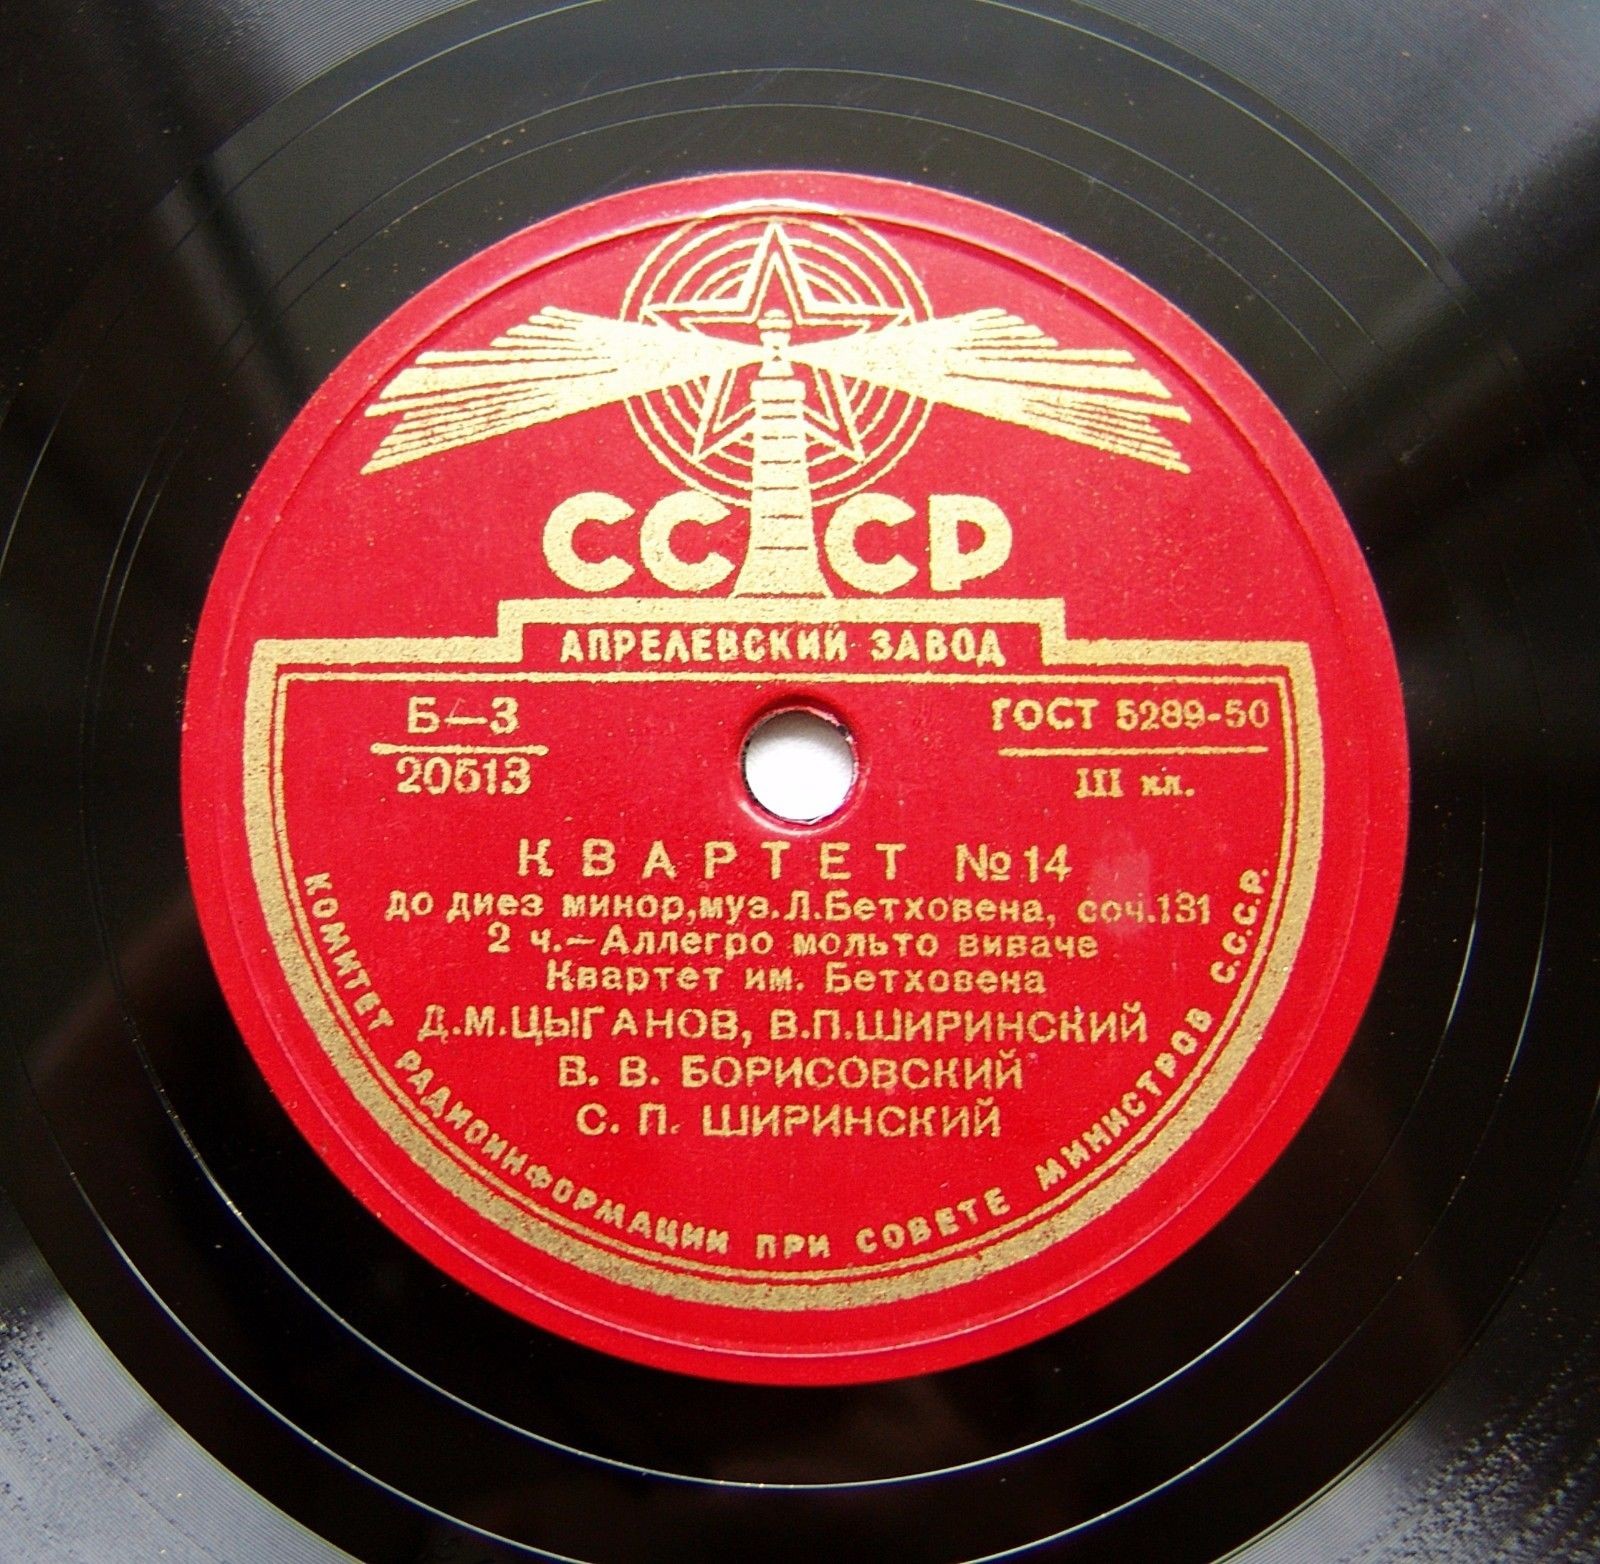 СССР
АПРЕЛЕВСКИЙ ЗАВОД
Б—3
20513
ГОСТ 5289-50
III кл.
КВАРТЕТ №14
до диез минор, муз. Л. Бетховена, соч. 131
2 ч.—Аллегро мольто виваче
Квартет им. Бетховена
Д.М. ЦЫГАНОВ, В.П. ШИРИНСКИЙ
В. В. БОРИСОВСКИЙ
С. П. ШИРИНСКИЙ
КОМИТЕТ РАДИОИНФОРМАЦИИ ПРИ СОВЕТЕ МИНИСТРОВ С.С.С.Р.